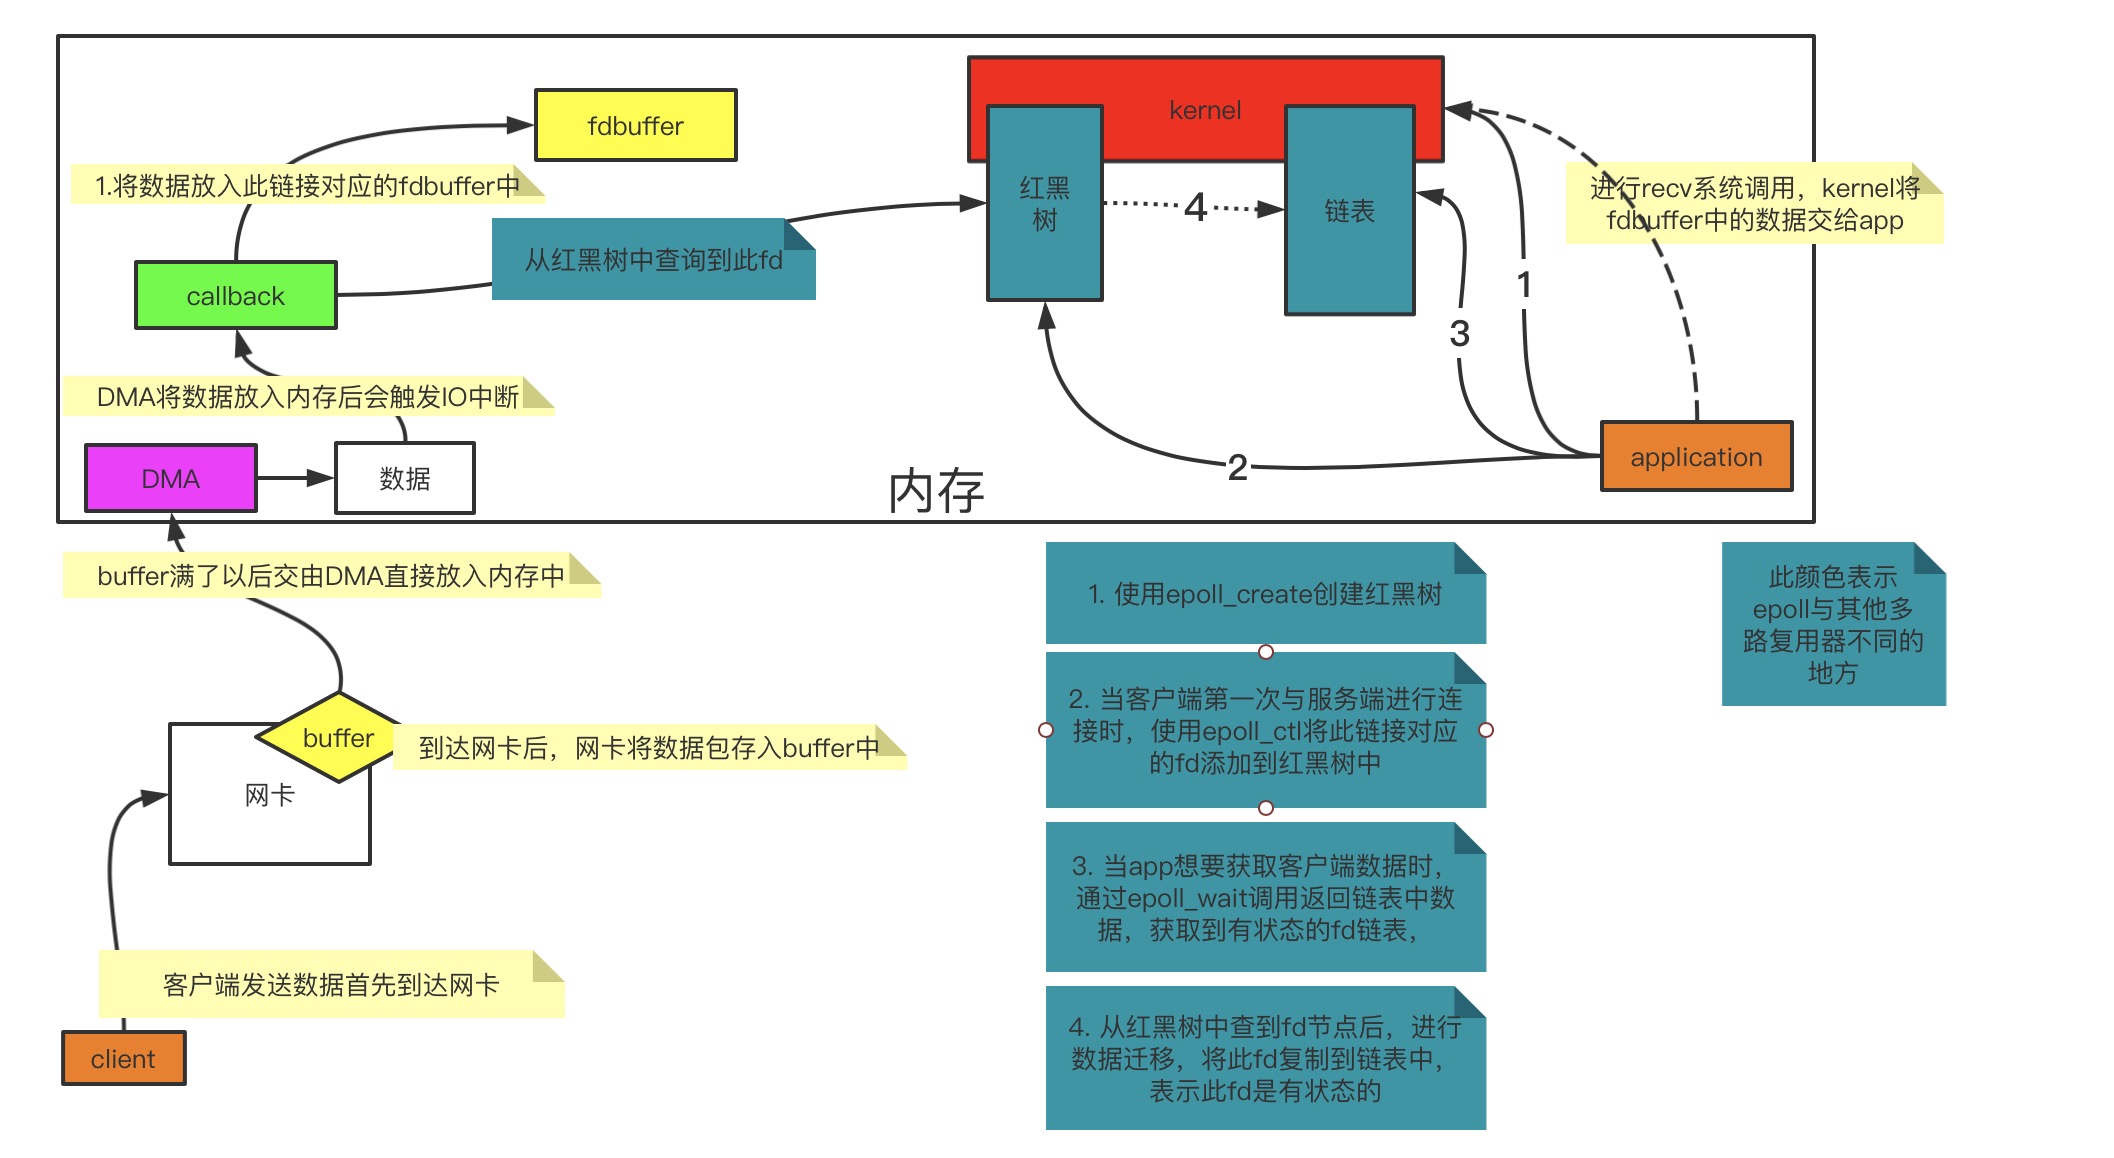 kernel
fdbuffer
1.将数据放入此链接对应的fdbuffer中
红黑
树
4
链表
进行recv系统调用，kernel将
fdbuffer中的数据交给app
从红黑树中查询到此fd
callback
1
3
DMA将数据放入内存后会触发IO中断
DMA
数据
2
内存
application
buffer满了以后交由DMA直接放入内存中
1. 使用epoll_create创建红黑树
此颜色表示
epoll与其他多
路复用器不同的
地方
2. 当客户端第一次与服务端进行连
接时，使用epoll_ctl将此链接对应
的fd添加到红黑树中
buffer
到达网卡后，网卡将数据包存入buffer中
网卡
3. 当app想要获取客户端数据时，
通过epoll_wait调用返回链表中数
据，获取到有状态的fd链表，
客户端发送数据首先到达网卡
4. 从红黑树中查到fd节点后，进行
数据迁移，将此fd复制到链表中，
表示此fd是有状态的
client